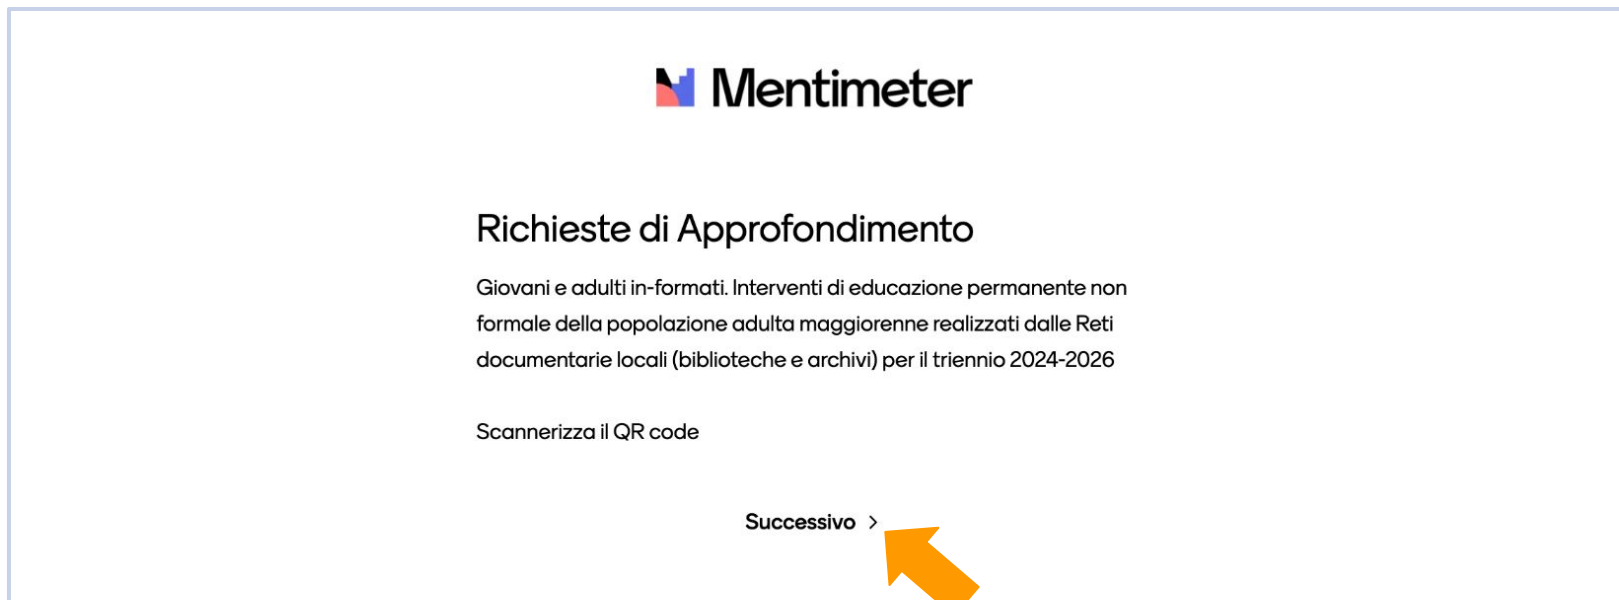 Mentimeter
Richieste di Approfondimento
Giovani e adulti in-formati. Interventi di educazione permanente non
formale della popolazione adulta maggiorenne realizzati dalle Reti
documentarie locali (biblioteche e archivi) per il triennio 2024-2026
Scannerizza il QR code
Successivo >